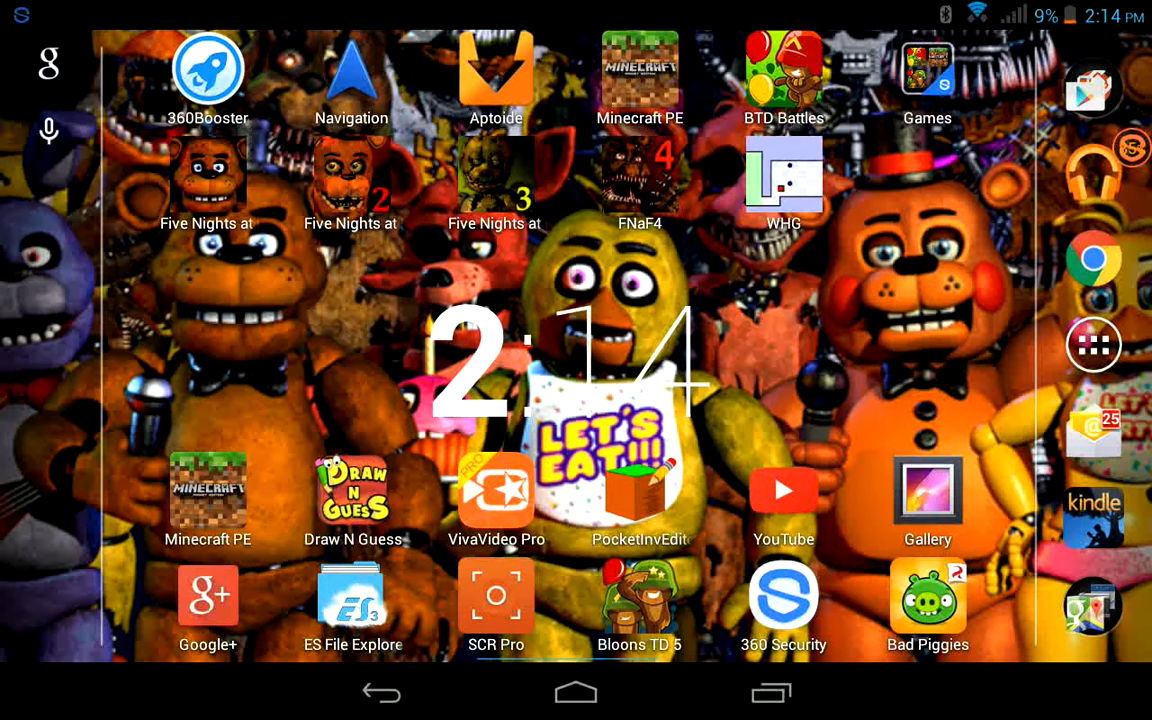 9% 2:14 PM
g
360Booster Navigation Aptoide Minecraft PE BTD Battles Games
MINECRAFT
Five Nights at Five Nights at Five Nights at FNaF4 WHG
2 3 4
2:14
LET'S
EAT!!!
25
MINECRAFT
DRAW
N
GUESS
PRO
Minecraft PE Draw N Guess VivaVideo Pro PocketInvEdit YouTube Gallery
kindle
g+
ES 3
Google+ ES File Explore SCR Pro Bloons TD 5 360 Security Bad Piggies